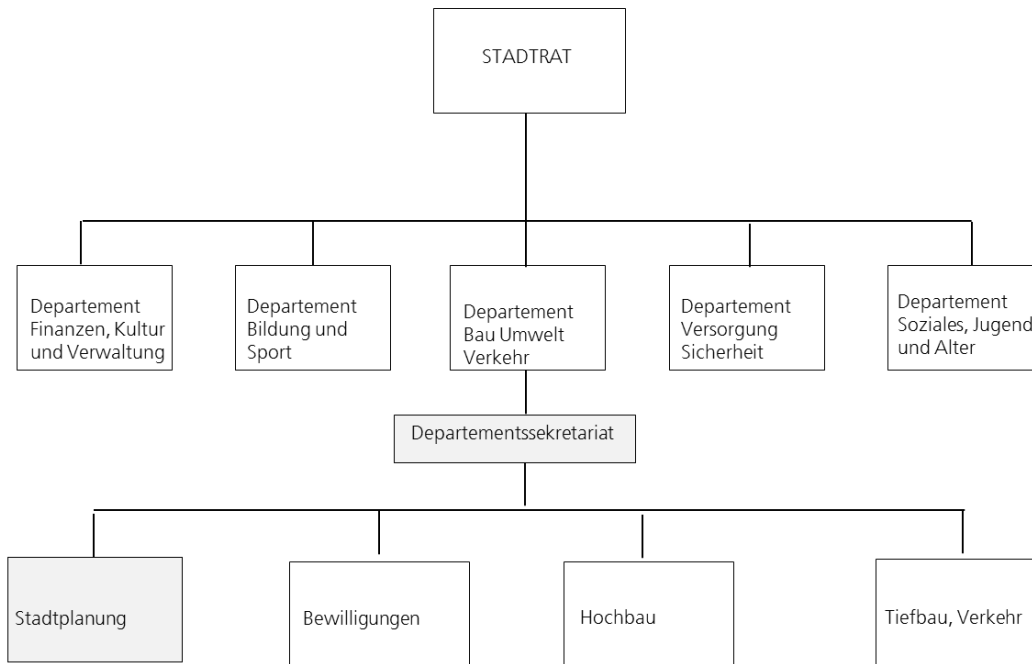 STADTRAT
Departement
Finanzen, Kultur
und Verwaltung
Departement
Bildung und
Sport
Departement
Bau Umwelt
Verkehr
Departement
Versorgung
Sicherheit
Departement
Soziales, Jugend
und Alter
Departementssekretariat
Stadtplanung
Bewilligungen
Hochbau
Tiefbau, Verkehr